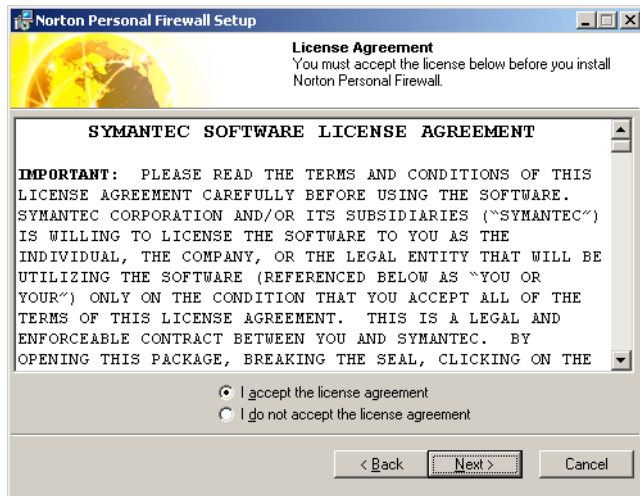 Norton Personal Firewall Setup
License Agreement
You must accept the license below before you install
Norton Personal Firewall.
SYMANTEC SOFTWARE LICENSE AGREEMENT
IMPORTANT: PLEASE READ THE TERMS AND CONDITIONS OF THIS
LICENSE AGREEMENT CAREFULLY BEFORE USING THE SOFTWARE.
SYMANTEC CORPORATION AND/OR ITS SUBSIDIARIES (“SYMANTEC”)
IS WILLING TO LICENSE THE SOFTWARE TO YOU AS THE
INDIVIDUAL, THE COMPANY, OR THE LEGAL ENTITY THAT WILL BE
UTILIZING THE SOFTWARE (REFERENCED BELOW AS “YOU OR
YOUR”) ONLY ON THE CONDITION THAT YOU ACCEPT ALL OF THE
TERMS OF THIS LICENSE AGREEMENT. THIS IS A LEGAL AND
ENFORCEABLE CONTRACT BETWEEN YOU AND SYMANTEC. BY
OPENING THIS PACKAGE, BREAKING THE SEAL, CLICKING ON THE
I accept the license agreement
I do not accept the license agreement
< Back Next > Cancel